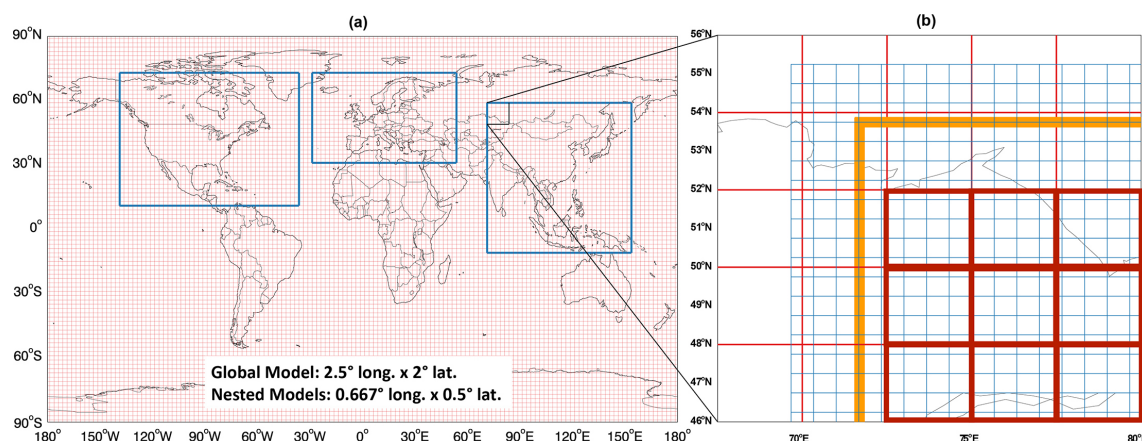 (a)
(b)
90°N
60°N
30°N
0°
30°S
60°S
90°S
180° 150°W 120°W 90°W 60°W 30°W 0° 30°E 60°E 90°E 120°E 150°E 180°
Global Model: 2.5° long. x 2° lat.
Nested Models: 0.667° long. x 0.5° lat.
56°N
55°N
54°N
53°N
52°N
51°N
50°N
49°N
48°N
47°N
46°N
70°E 75°E